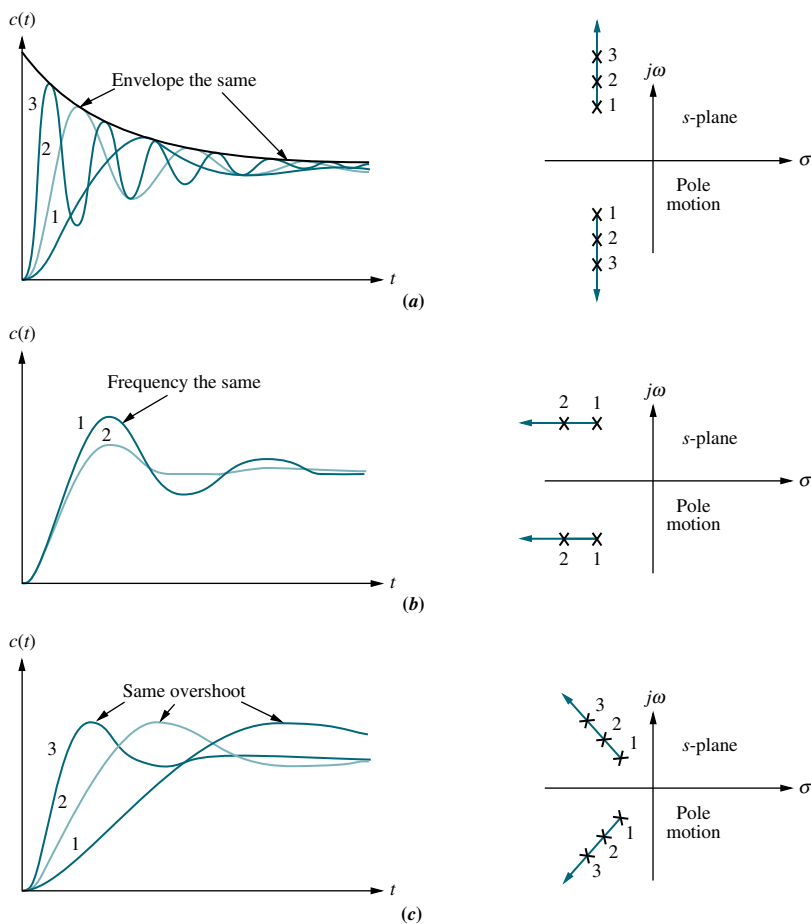 c(t)
Envelope the same
3
2
1
t
jω
3
2
1
s-plane
σ
1
2
3
Pole
motion
(a)
c(t)
Frequency the same
1
2
t
jω
2
1
s-plane
σ
Pole
motion
2
1
(b)
c(t)
Same overshoot
3
2
1
t
jω
3
2
1
s-plane
σ
Pole
motion
1
2
3
(c)